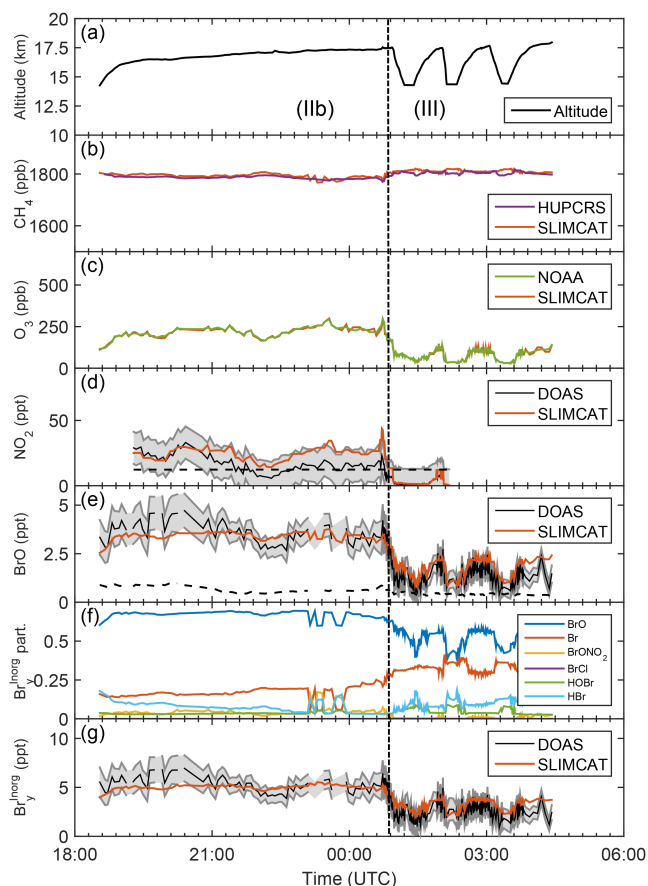 (a)
Altitude (km)
20
17.5
15
12.5
10
(IIb)
(III)
Altitude
(b)
CH4 (ppb)
1800
1600
HUPCRS
SLIMCAT
(c)
O3 (ppb)
500
250
0
NOAA
SLIMCAT
(d)
NO2 (ppt)
50
0
DOAS
SLIMCAT
(e)
BrO (ppt)
5
2.5
0
DOAS
SLIMCAT
(f)
Bry^Inorg part.
0.5
0.25
0
BrO
Br
BrONO2
BrCl
HOBr
HBr
(g)
Bry^Inorg (ppt)
10
5
0
DOAS
SLIMCAT
18:00 21:00 00:00 03:00 06:00
Time (UTC)